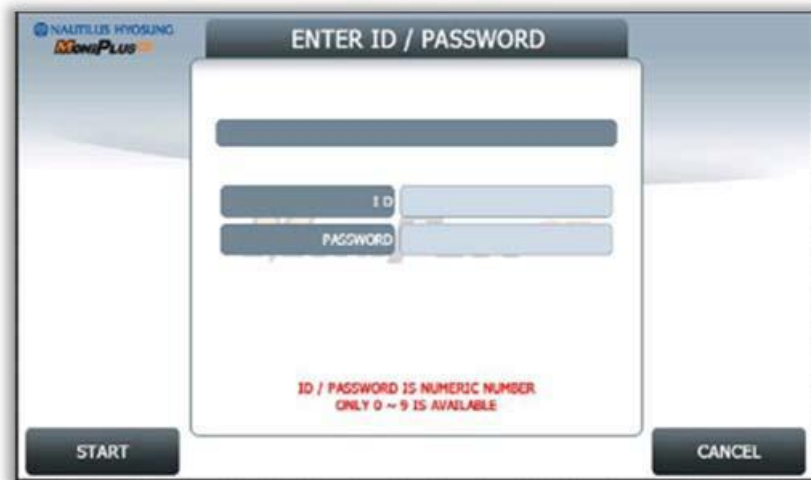 NAUTILUS HYOSUNG
MoniPlus
ENTER ID / PASSWORD
I D
PASSWORD
ID / PASSWORD IS NUMERIC NUMBER
ONLY 0 ~ 9 IS AVAILABLE
START
CANCEL